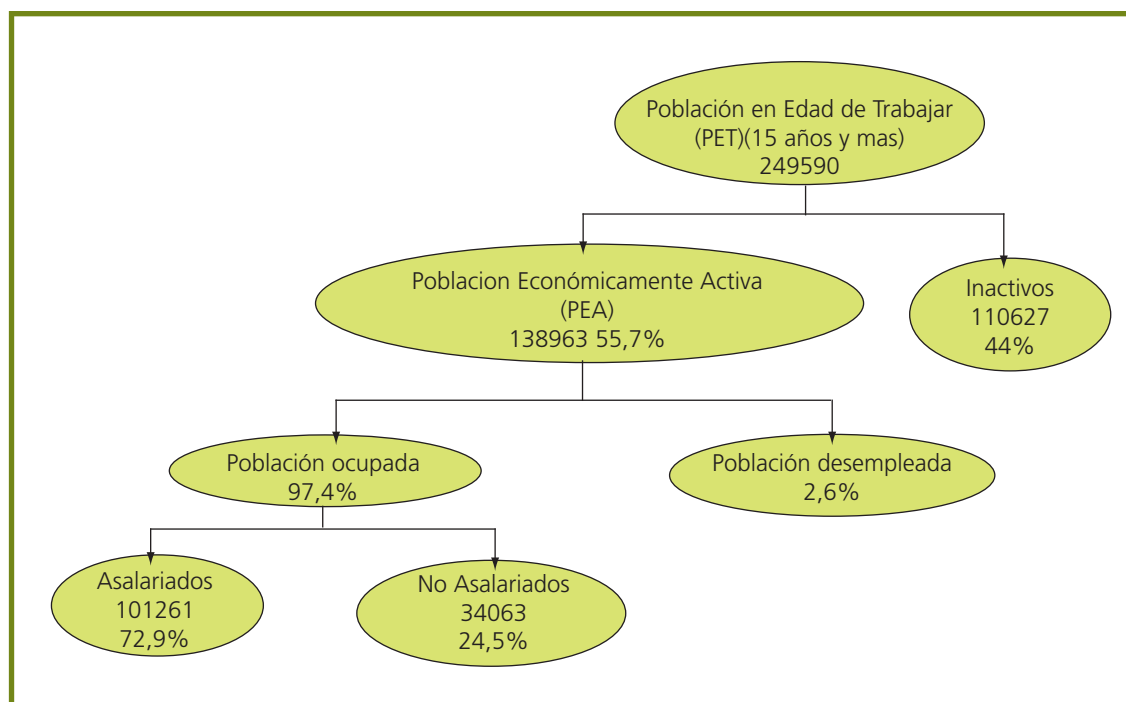 Población en Edad de Trabajar
(PET)(15 años y mas)
249590
Poblacion Económicamente Activa
(PEA)
138963 55,7%
Inactivos
110627
44%
Población ocupada
97,4%
Población desempleada
2,6%
Asalariados
101261
72,9%
No Asalariados
34063
24,5%